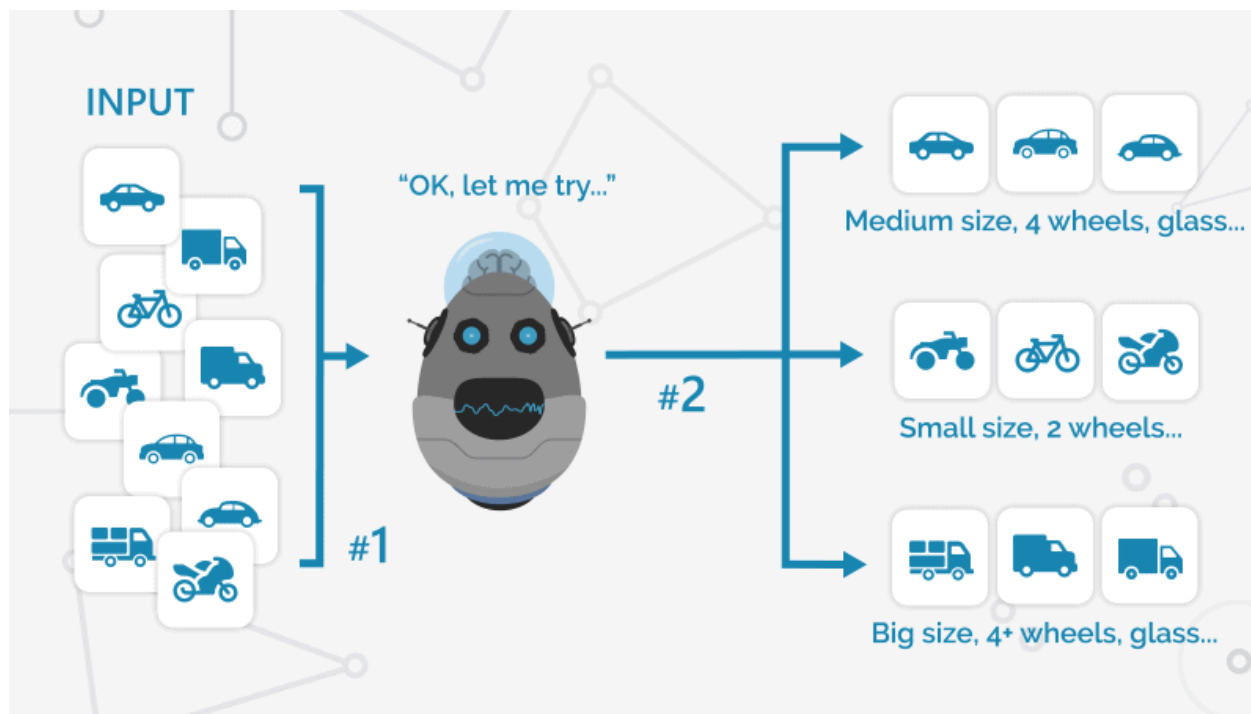 INPUT
“OK, let me try...”
#1
#2
Medium size, 4 wheels, glass...
Small size, 2 wheels...
Big size, 4+ wheels, glass...